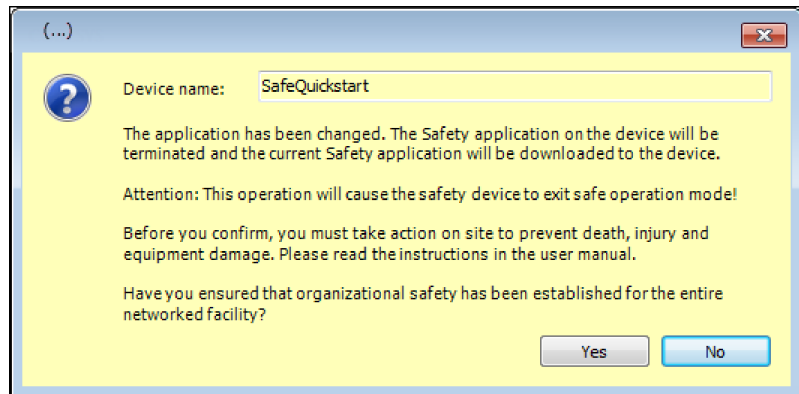 (...)
Device name: SafeQuickstart
The application has been changed. The Safety application on the device will be
terminated and the current Safety application will be downloaded to the device.
Attention: This operation will cause the safety device to exit safe operation mode!
Before you confirm, you must take action on site to prevent death, injury and
equipment damage. Please read the instructions in the user manual.
Have you ensured that organizational safety has been established for the entire
networked facility?
Yes No